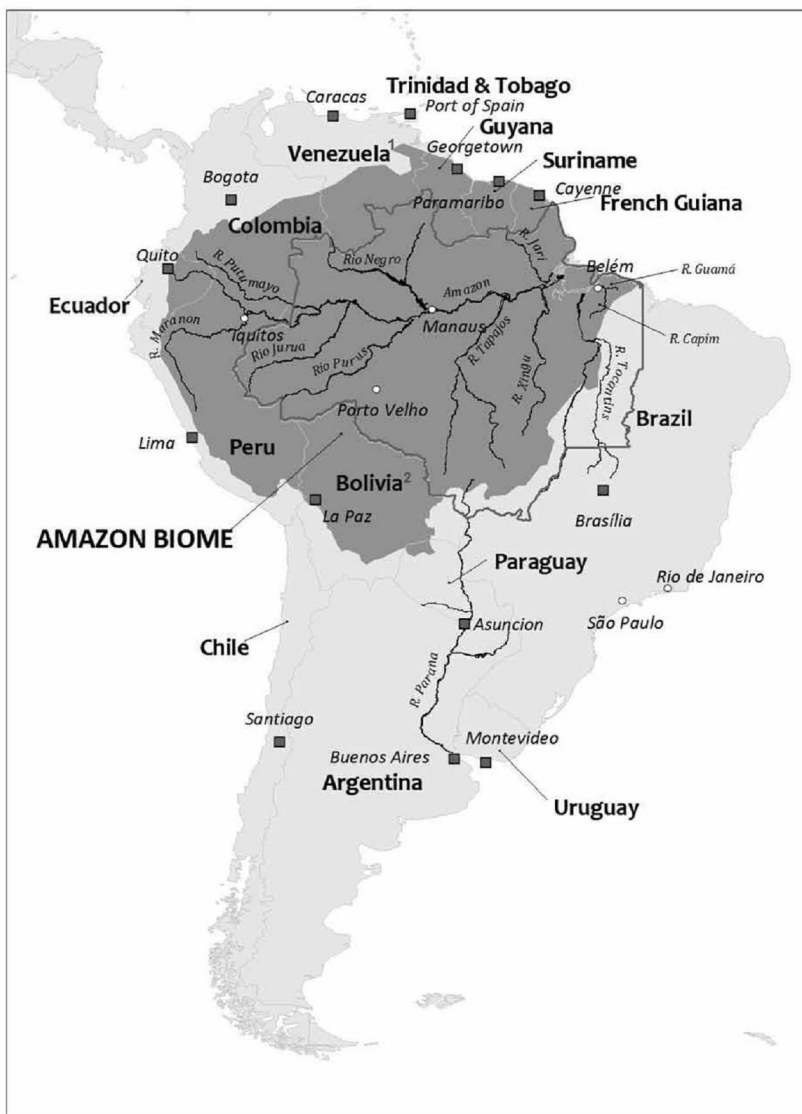 Trinidad & Tobago
Caracas
Port of Spain
Guyana
Venezuela¹
Georgetown
Suriname
Bogota
Cayenne
Paramaribo
French Guiana
Colombia
R. Jari
Quito
R. Putumayo
Rio Negro
Belém
R. Guamá
Amazon
Ecuador
R. Maranon
Iquitos
Manaus
R. Capim
Rio Jurua
Rio Purus
R. Tapajos
R. Xingu
R. Tocantins
Porto Velho
Brazil
Lima
Peru
Bolivia²
La Paz
Brasília
AMAZON BIOME
Paraguay
Rio de Janeiro
Asuncion
São Paulo
Chile
R. Parana
Santiago
Montevideo
Buenos Aires
Argentina
Uruguay